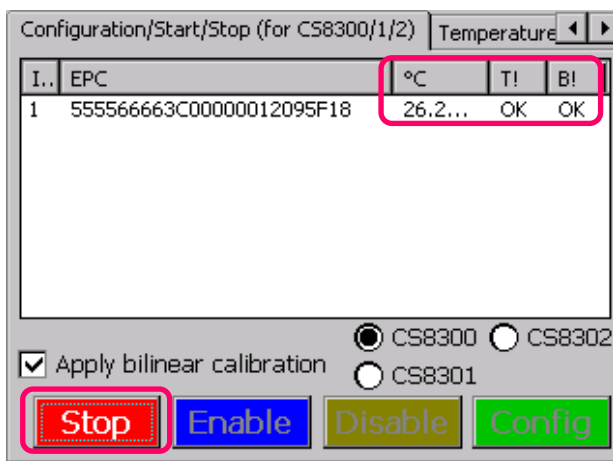 Configuration/Start/Stop (for CS8300/1/2) Temperature
I.. EPC °C T! B!
1 555566663C00000012095F18 26.2... OK OK
CS8300 CS8302
Apply bilinear calibration
CS8301
Stop Enable Disable Config